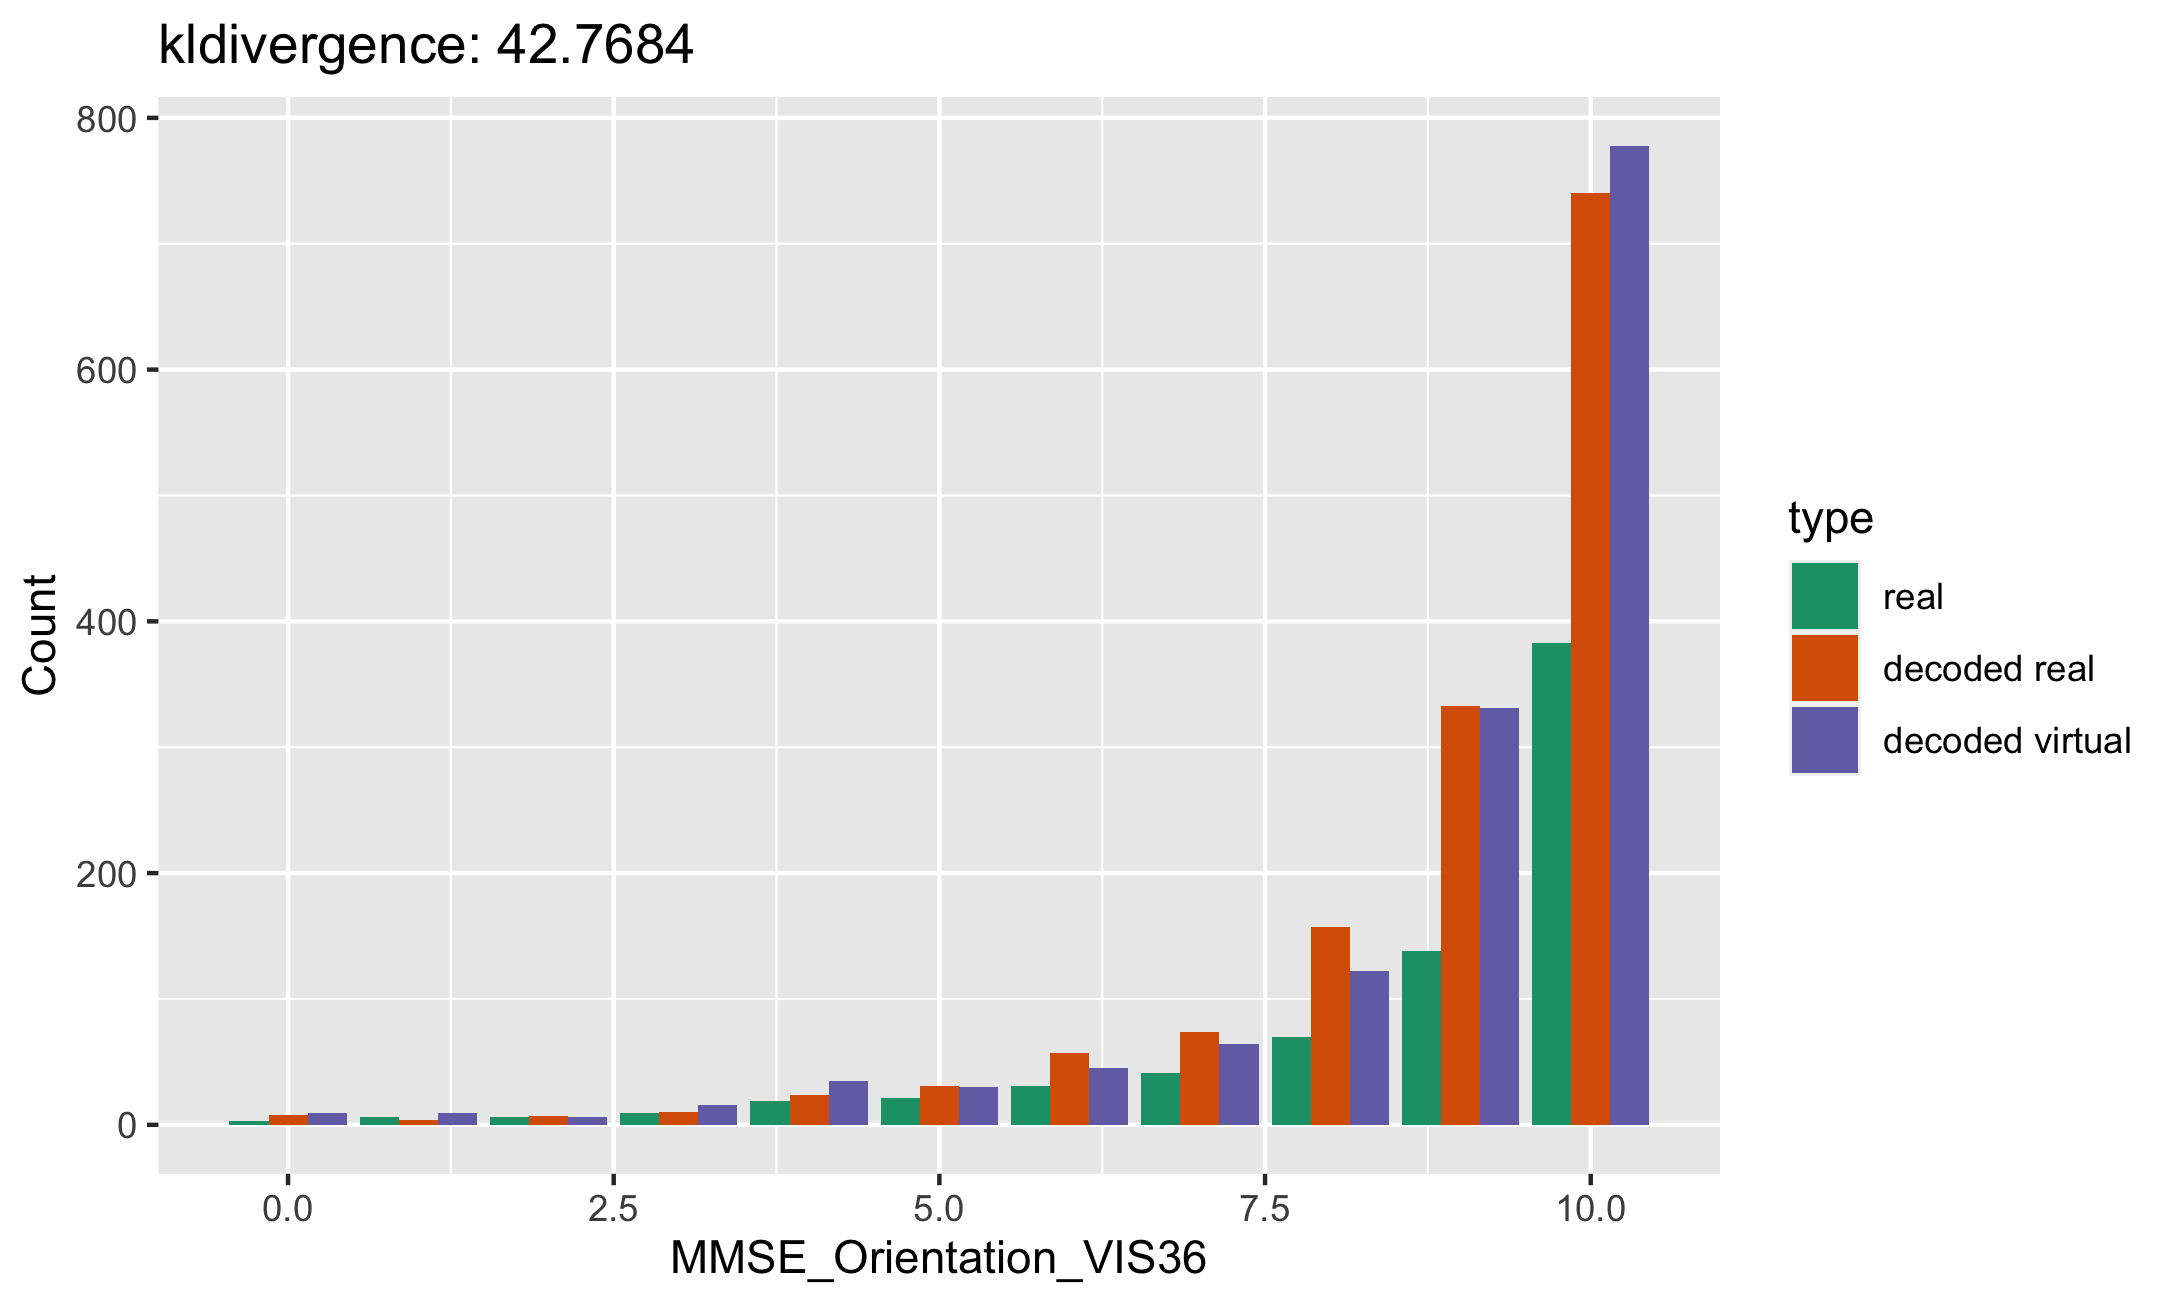 kldivergence: 42.7684
800
600
400
200
0
Count
0.0 2.5 5.0 7.5 10.0
MMSE_Orientation_VIS36
type
real
decoded real
decoded virtual